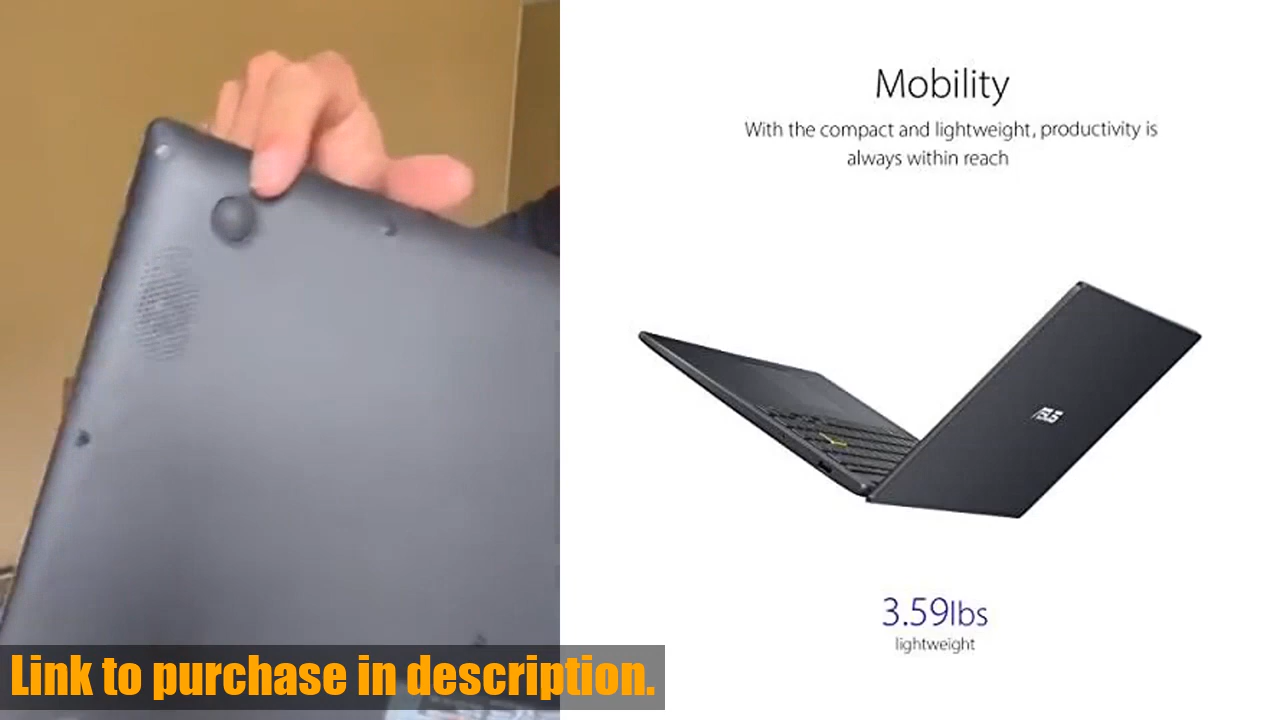 Mobility
With the compact and lightweight, productivity is
always within reach
ASUS
3.59lbs
lightweight
Link to purchase in description.